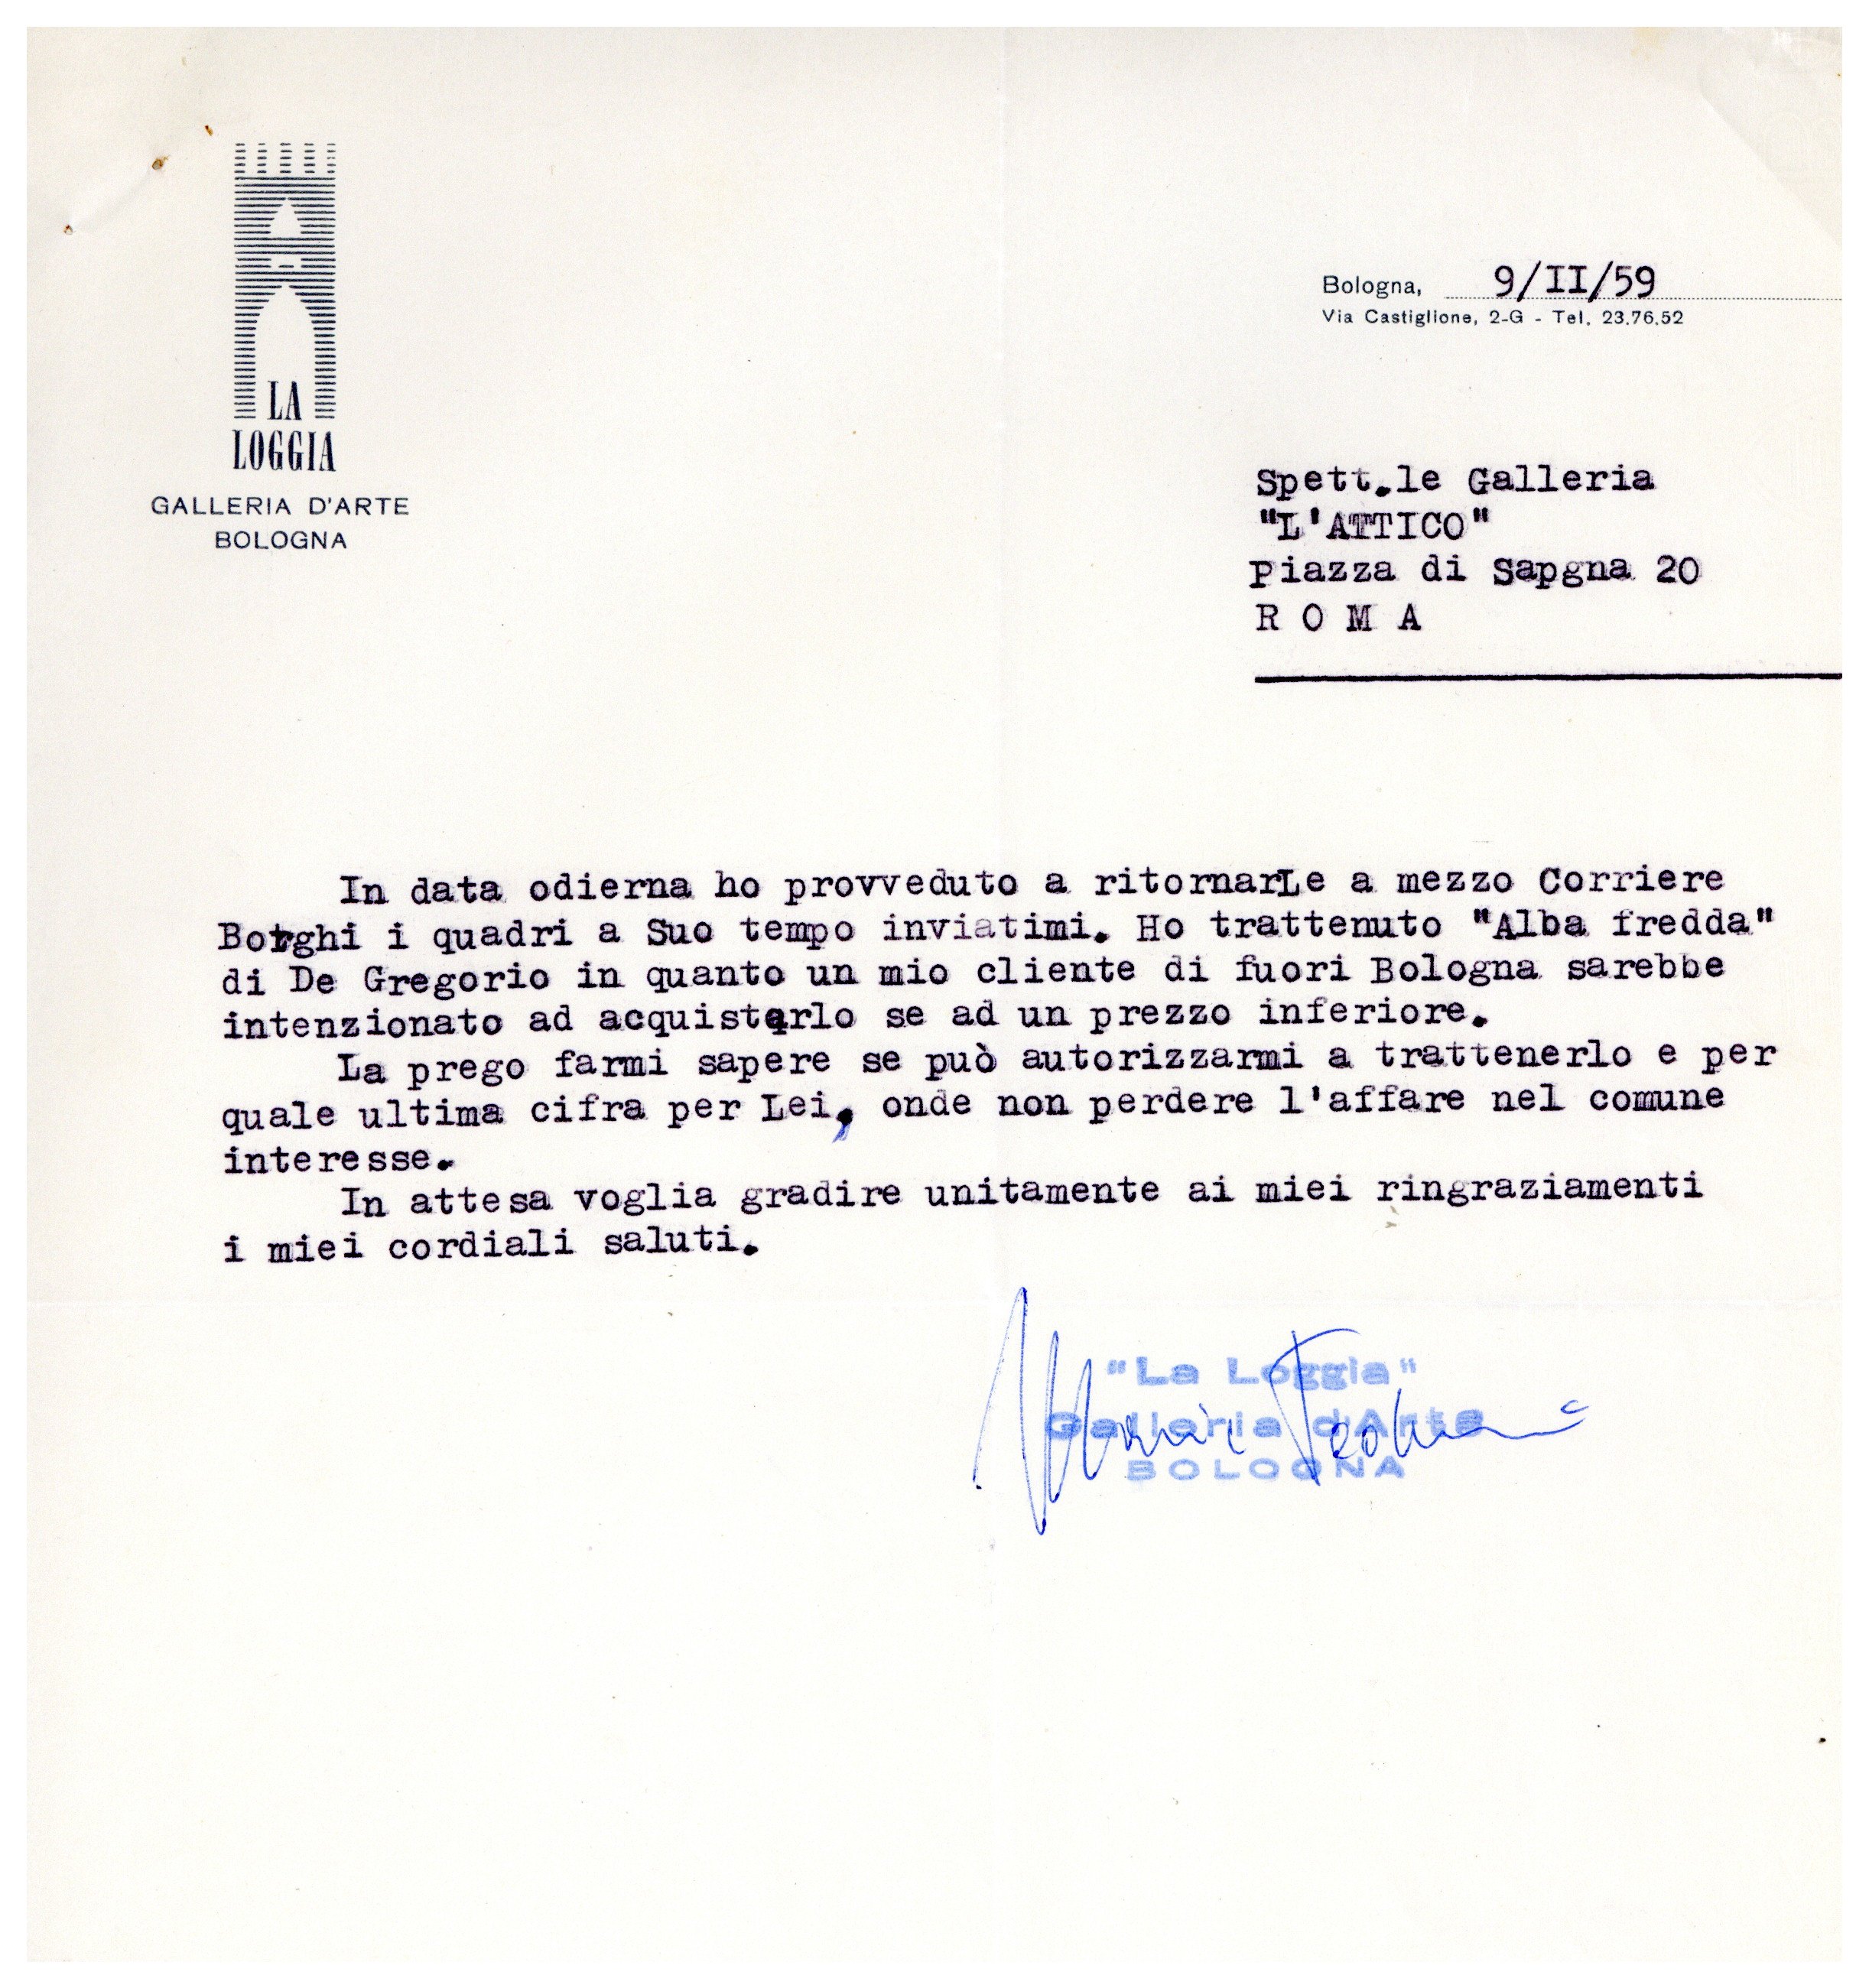 LA
LOGGIA
GALLERIA D'ARTE
BOLOGNA
Bologna, 9/II/59
Via Castiglione, 2-G - Tel. 23.76.52
Spett.le Galleria
"L'ATTICO"
Piazza di Sapgna 20
R O M A
In data odierna ho provveduto a ritornarLe a mezzo Corriere
Borghi i quadri a Suo tempo inviatimi. Ho trattenuto "Alba fredda"
di De Gregorio in quanto un mio cliente di fuori Bologna sarebbe
intenzionato ad acquistarlo se ad un prezzo inferiore.
La prego farmi sapere se può autorizzarmi a trattenerlo e per
quale ultima cifra per Lei, onde non perdere l'affare nel comune
interesse.
In attesa voglia gradire unitamente ai miei ringraziamenti
i miei cordiali saluti.
"La Loggia"
Galleria d'Arte
BOLOGNA